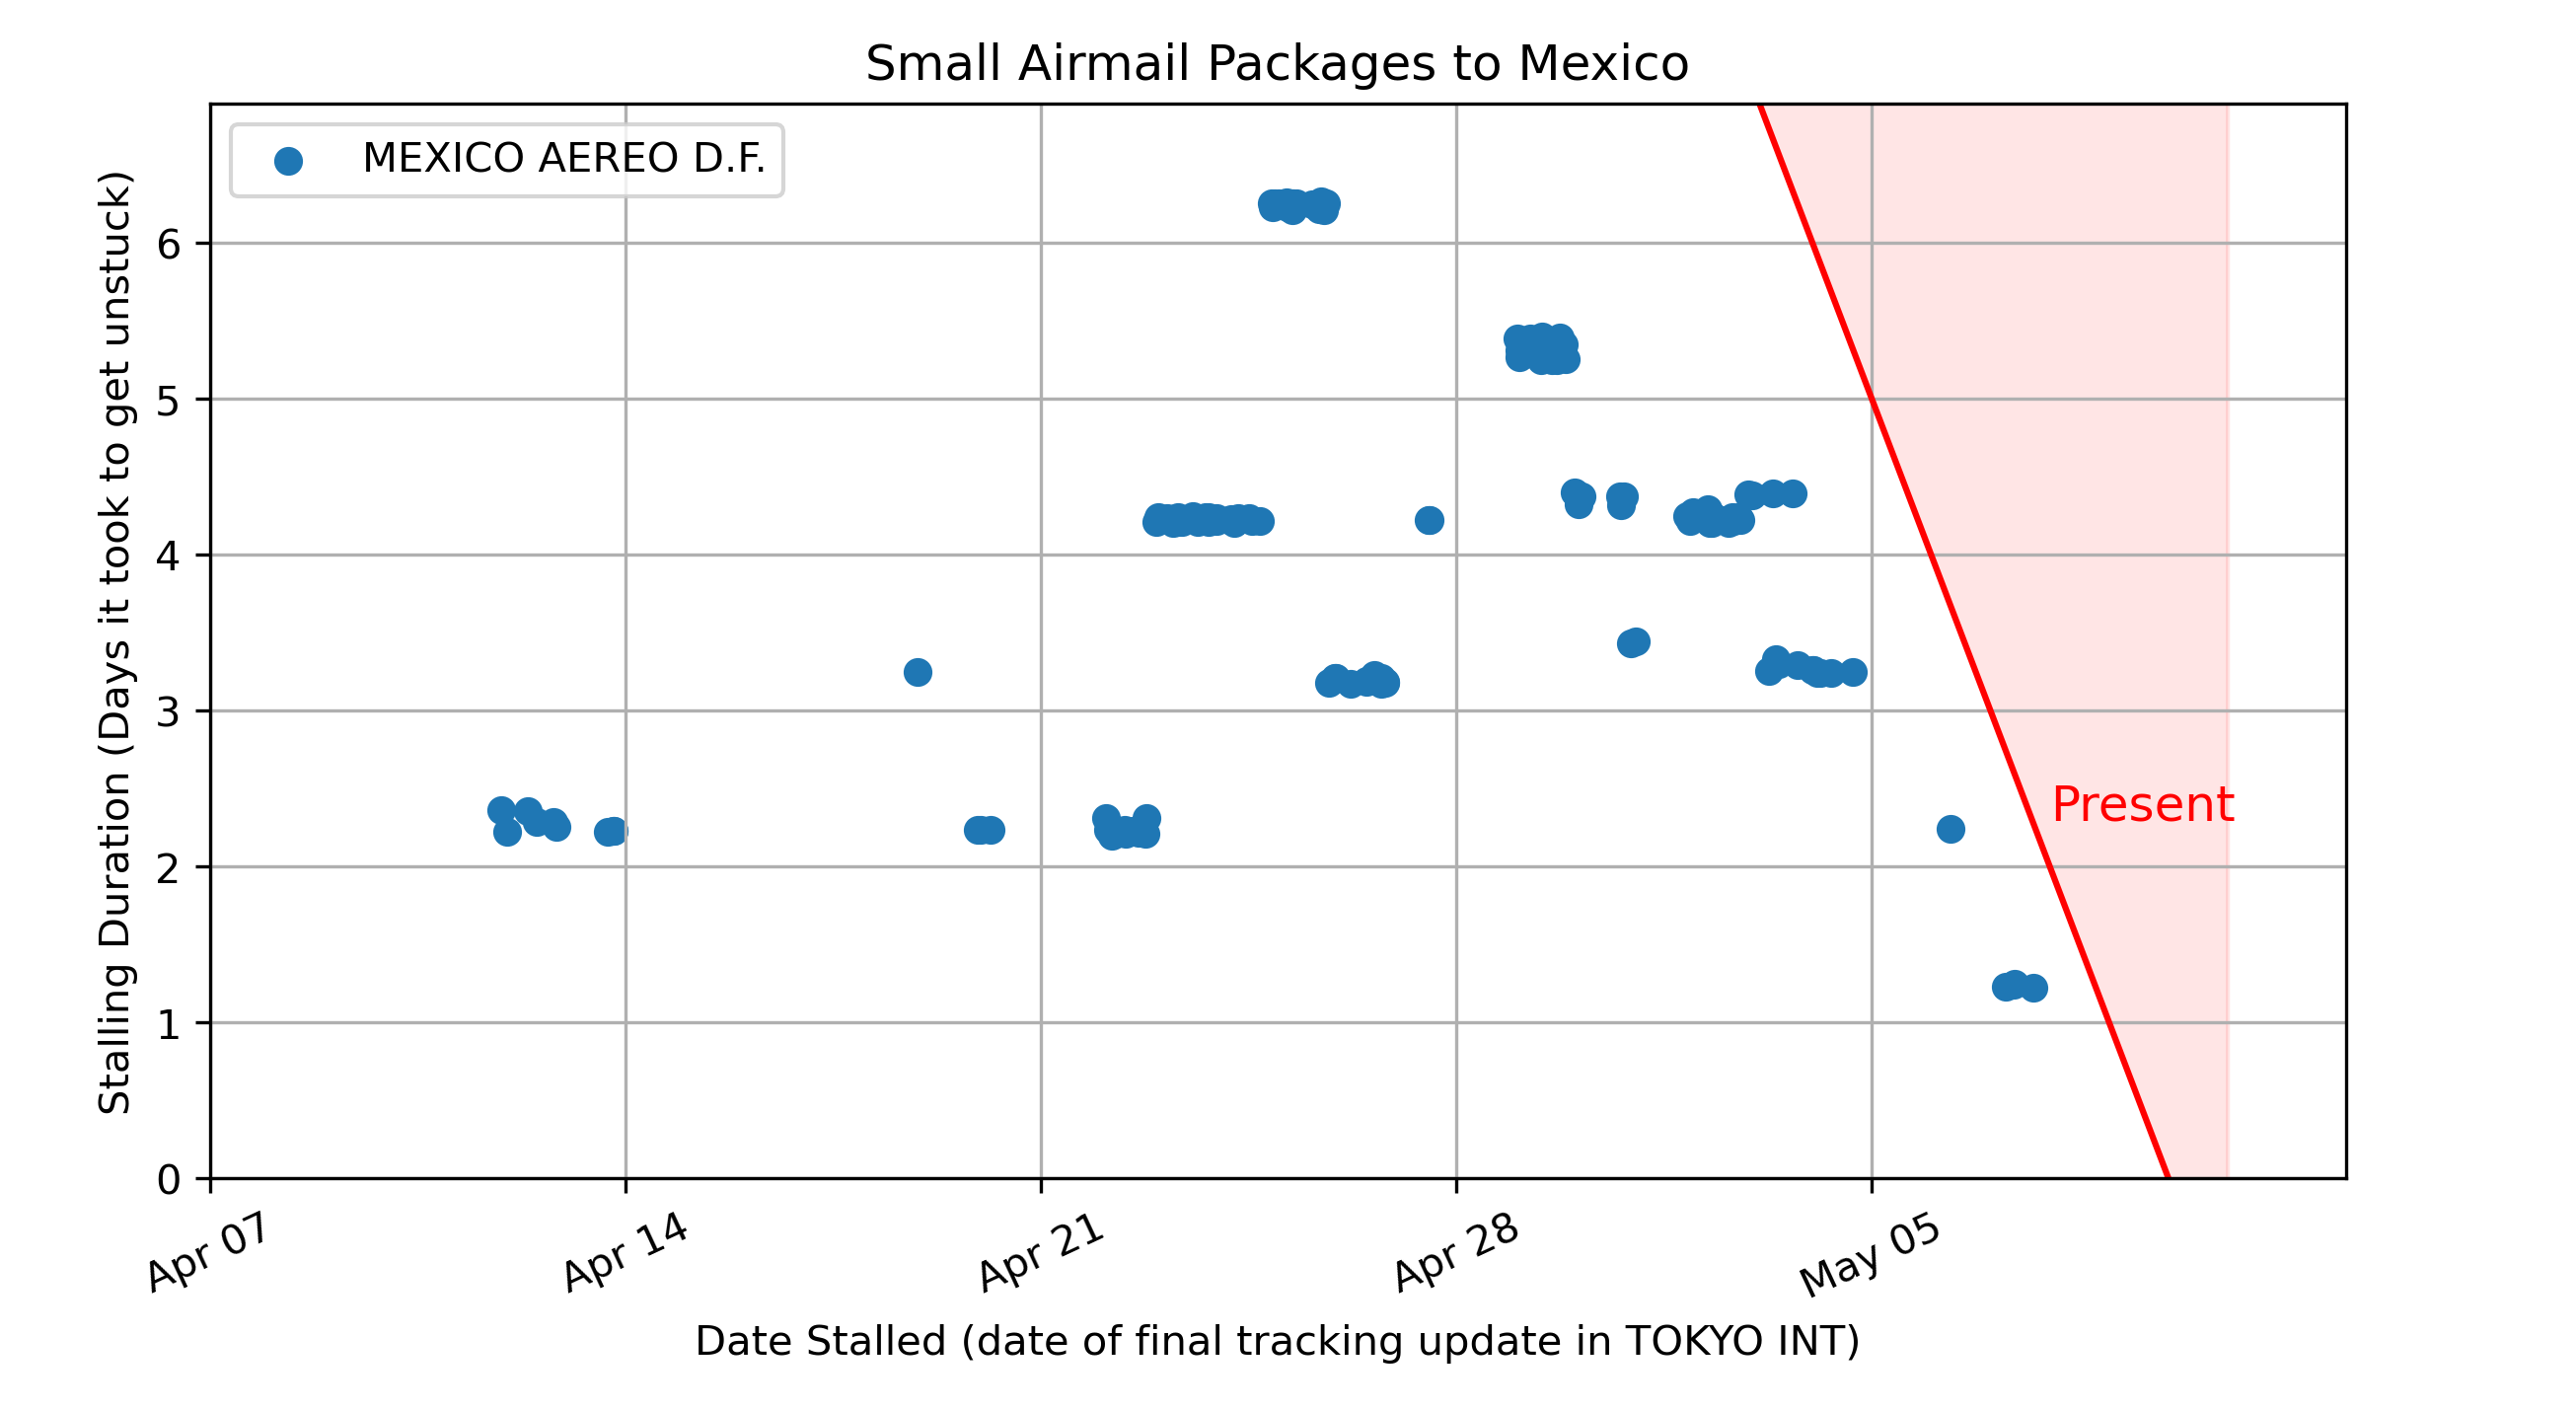 Small Airmail Packages to Mexico
MEXICO AEREO D.F.
Stalling Duration (Days it took to get unstuck)
6
5
4
3
2
1
0
Present
Apr 07
Apr 14
Apr 21
Apr 28
May 05
Date Stalled (date of final tracking update in TOKYO INT)